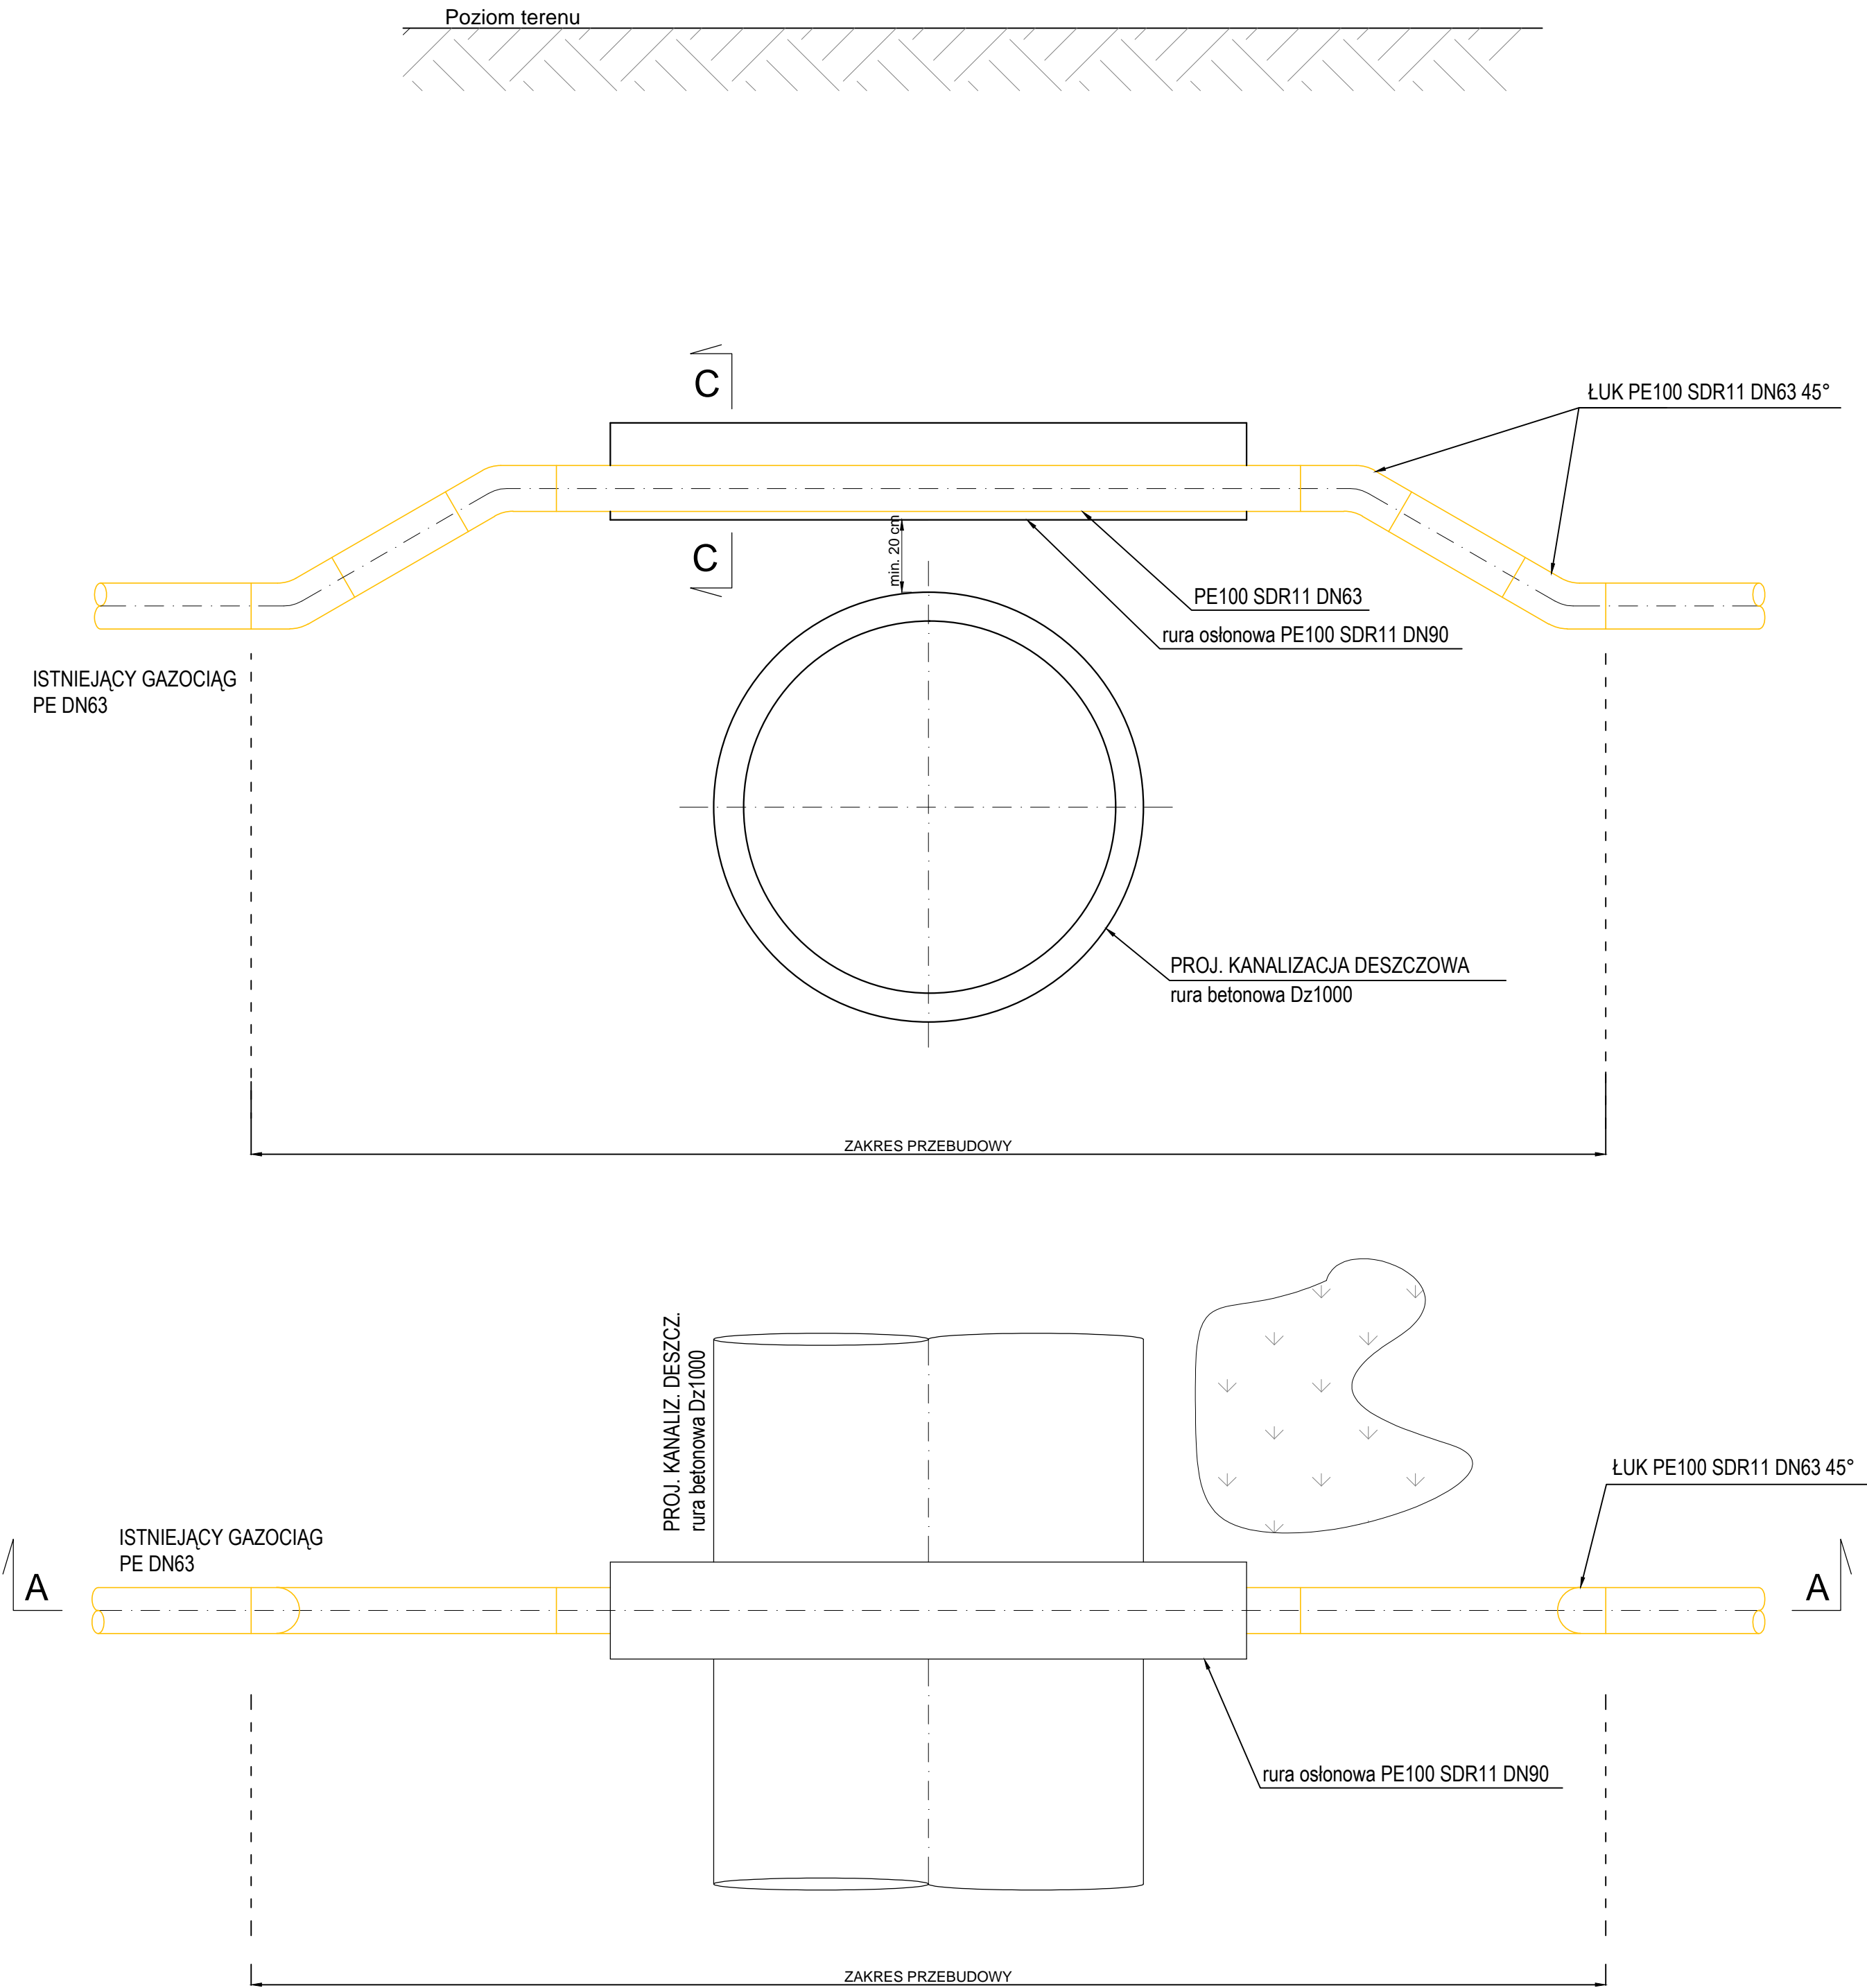 Poziom terenu
C
ŁUK PE100 SDR11 DN63 45°
C
min. 20 cm
PE100 SDR11 DN63
rura osłonowa PE100 SDR11 DN90
ISTNIEJĄCY GAZOCIĄG
PE DN63
PROJ. KANALIZACJA DESZCZOWA
rura betonowa Dz1000
ZAKRES PRZEBUDOWY
PROJ. KANALIZ. DESZCZ.
rura betonowa Dz1000
ŁUK PE100 SDR11 DN63 45°
ISTNIEJĄCY GAZOCIĄG
PE DN63
A
A
rura osłonowa PE100 SDR11 DN90
ZAKRES PRZEBUDOWY